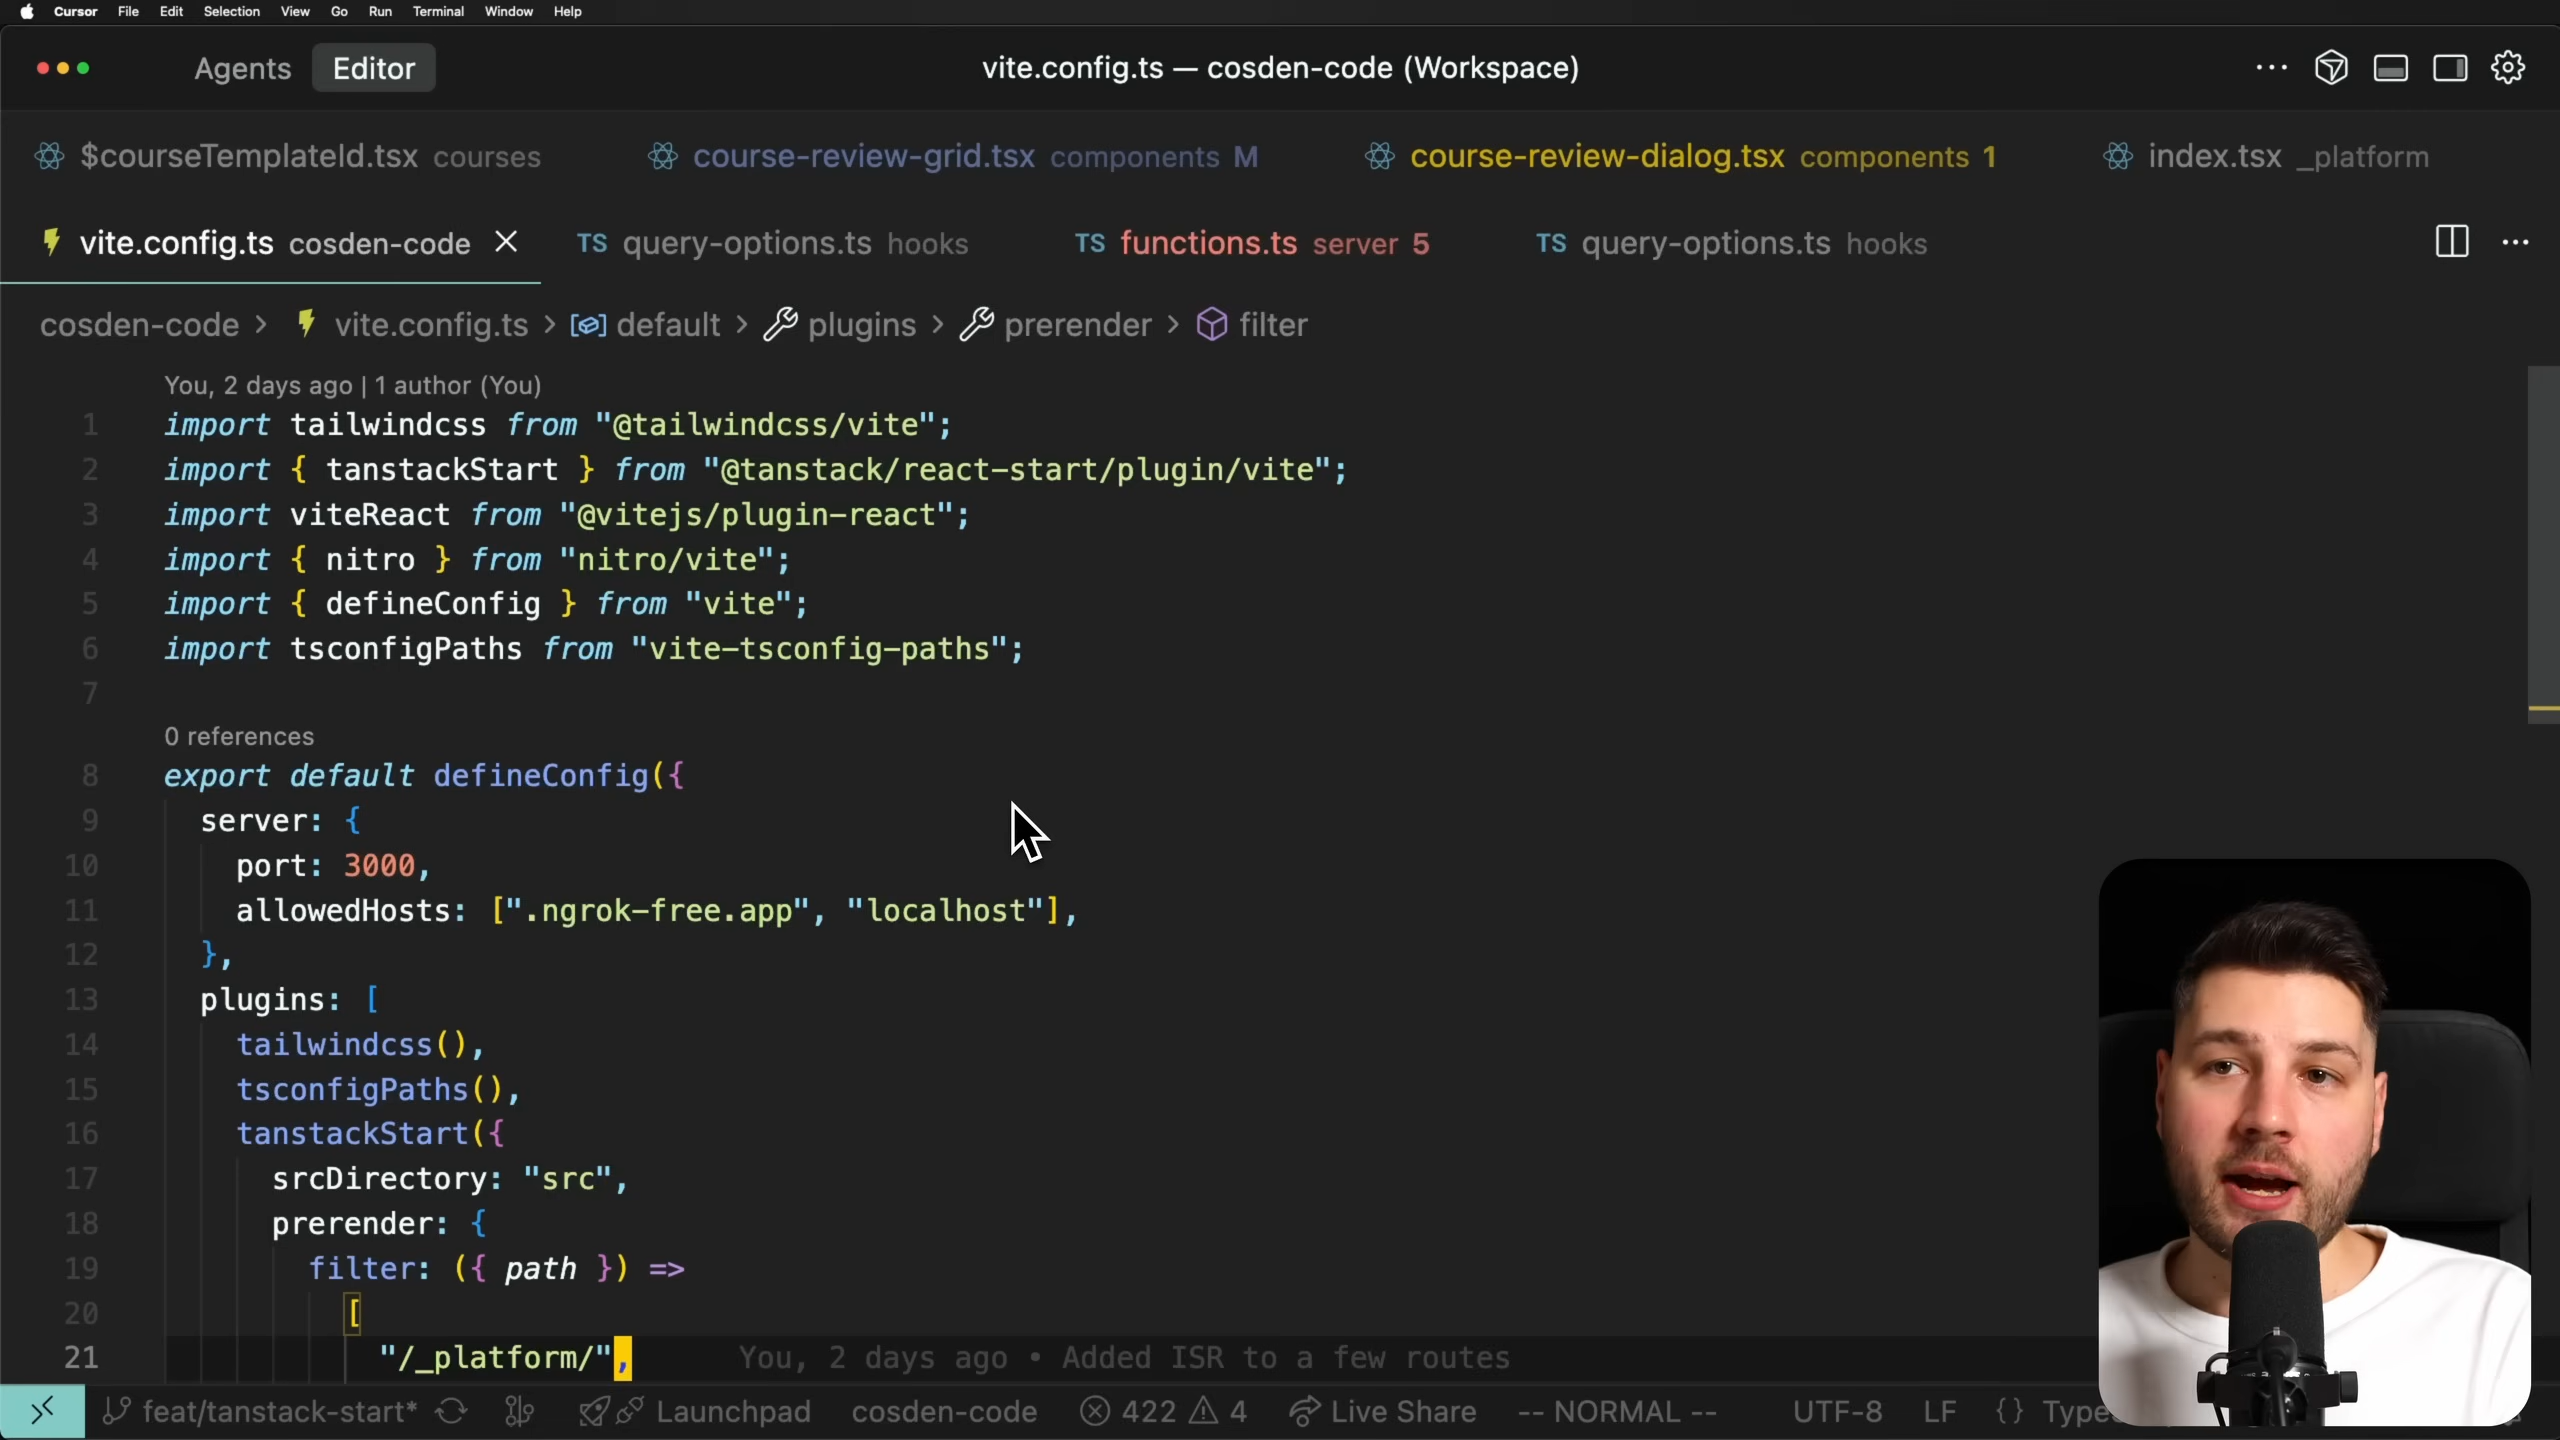 Cursor File Edit Selection View Go Run Terminal Window Help
Agents Editor vite.config.ts — cosden-code (Workspace)
$courseTemplateId.tsx courses course-review-grid.tsx components M course-review-dialog.tsx components 1 index.tsx _platform
vite.config.ts cosden-code TS query-options.ts hooks TS functions.ts server 5 TS query-options.ts hooks
cosden-code > vite.config.ts > default > plugins > prerender > filter
You, 2 days ago | 1 author (You)
1 import tailwindcss from "@tailwindcss/vite";
2 import { tanstackStart } from "@tanstack/react-start/plugin/vite";
3 import viteReact from "@vitejs/plugin-react";
4 import { nitro } from "nitro/vite";
5 import { defineConfig } from "vite";
6 import tsconfigPaths from "vite-tsconfig-paths";
7
0 references
8 export default defineConfig({
9 server: {
10 port: 3000,
11 allowedHosts: [".ngrok-free.app", "localhost"],
12 },
13 plugins: [
14 tailwindcss(),
15 tsconfigPaths(),
16 tanstackStart({
17 srcDirectory: "src",
18 prerender: {
19 filter: ({ path }) =>
20 [
21 "/_platform/", You, 2 days ago • Added ISR to a few routes
feat/tanstack-start* Launchpad cosden-code 422 4 Live Share -- NORMAL -- UTF-8 LF {}